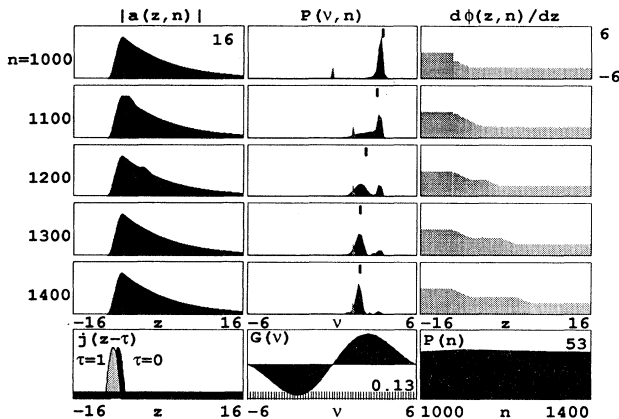 |a(z,n)| P(ν,n) dϕ(z,n)/dz
n=1000 16 6
-6
1100
1200
1300
1400
-16 z 16 -6 ν 6 -16 z 16
j(z-τ) G(ν) P(n) 53
τ=1 τ=0
0.13
-16 z 16 -6 ν 6 1000 n 1400